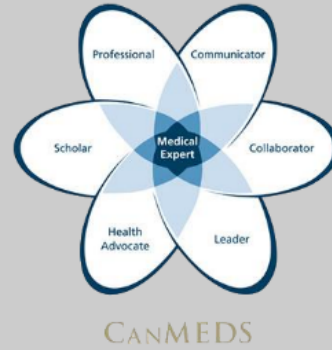 Professional
Communicator
Scholar
Medical
Expert
Collaborator
Health
Advocate
Leader
CANMEDS